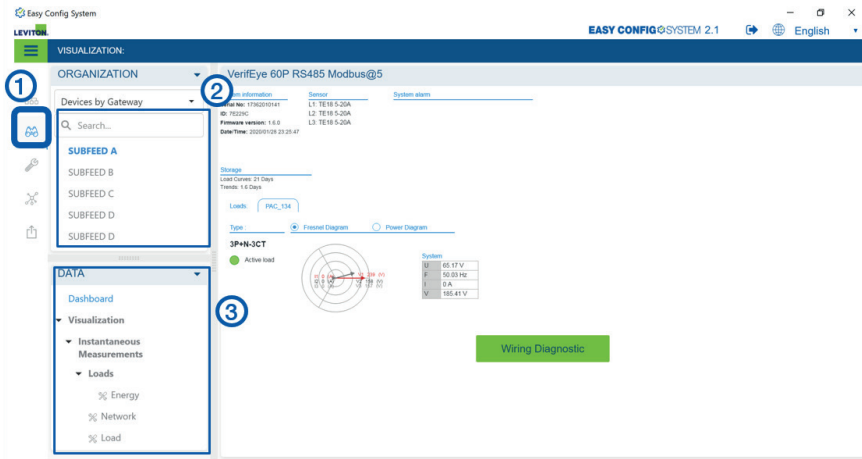 Easy Config System
LEVITON.
EASY CONFIG SYSTEM 2.1
English
VISUALIZATION:
1
ORGANIZATION
Devices by Gateway
2
Search...
SUBFEED A
SUBFEED B
SUBFEED C
SUBFEED D
SUBFEED D
DATA
3
Dashboard
Visualization
Instantaneous
Measurements
Loads
Energy
Network
Load
VerifEye 60P RS485 Modbus@5
information
Serial No: 17362010141
ID: 7E229C
Firmware version: 1.6.0
Date/Time: 2020/01/28 23:25:47
Sensor
L1: TE18 5-20A
L2: TE18 5-20A
L3: TE18 5-20A
System alarm
Storage
Load Curves: 21 Days
Trends: 1.6 Days
Loads
PAC_134
Type
Fresnel Diagram
Power Diagram
3P+N-3CT
Active load
System
U 65.17 V
F 50.03 Hz
I 0 A
V 165.41 V
Wiring Diagnostic